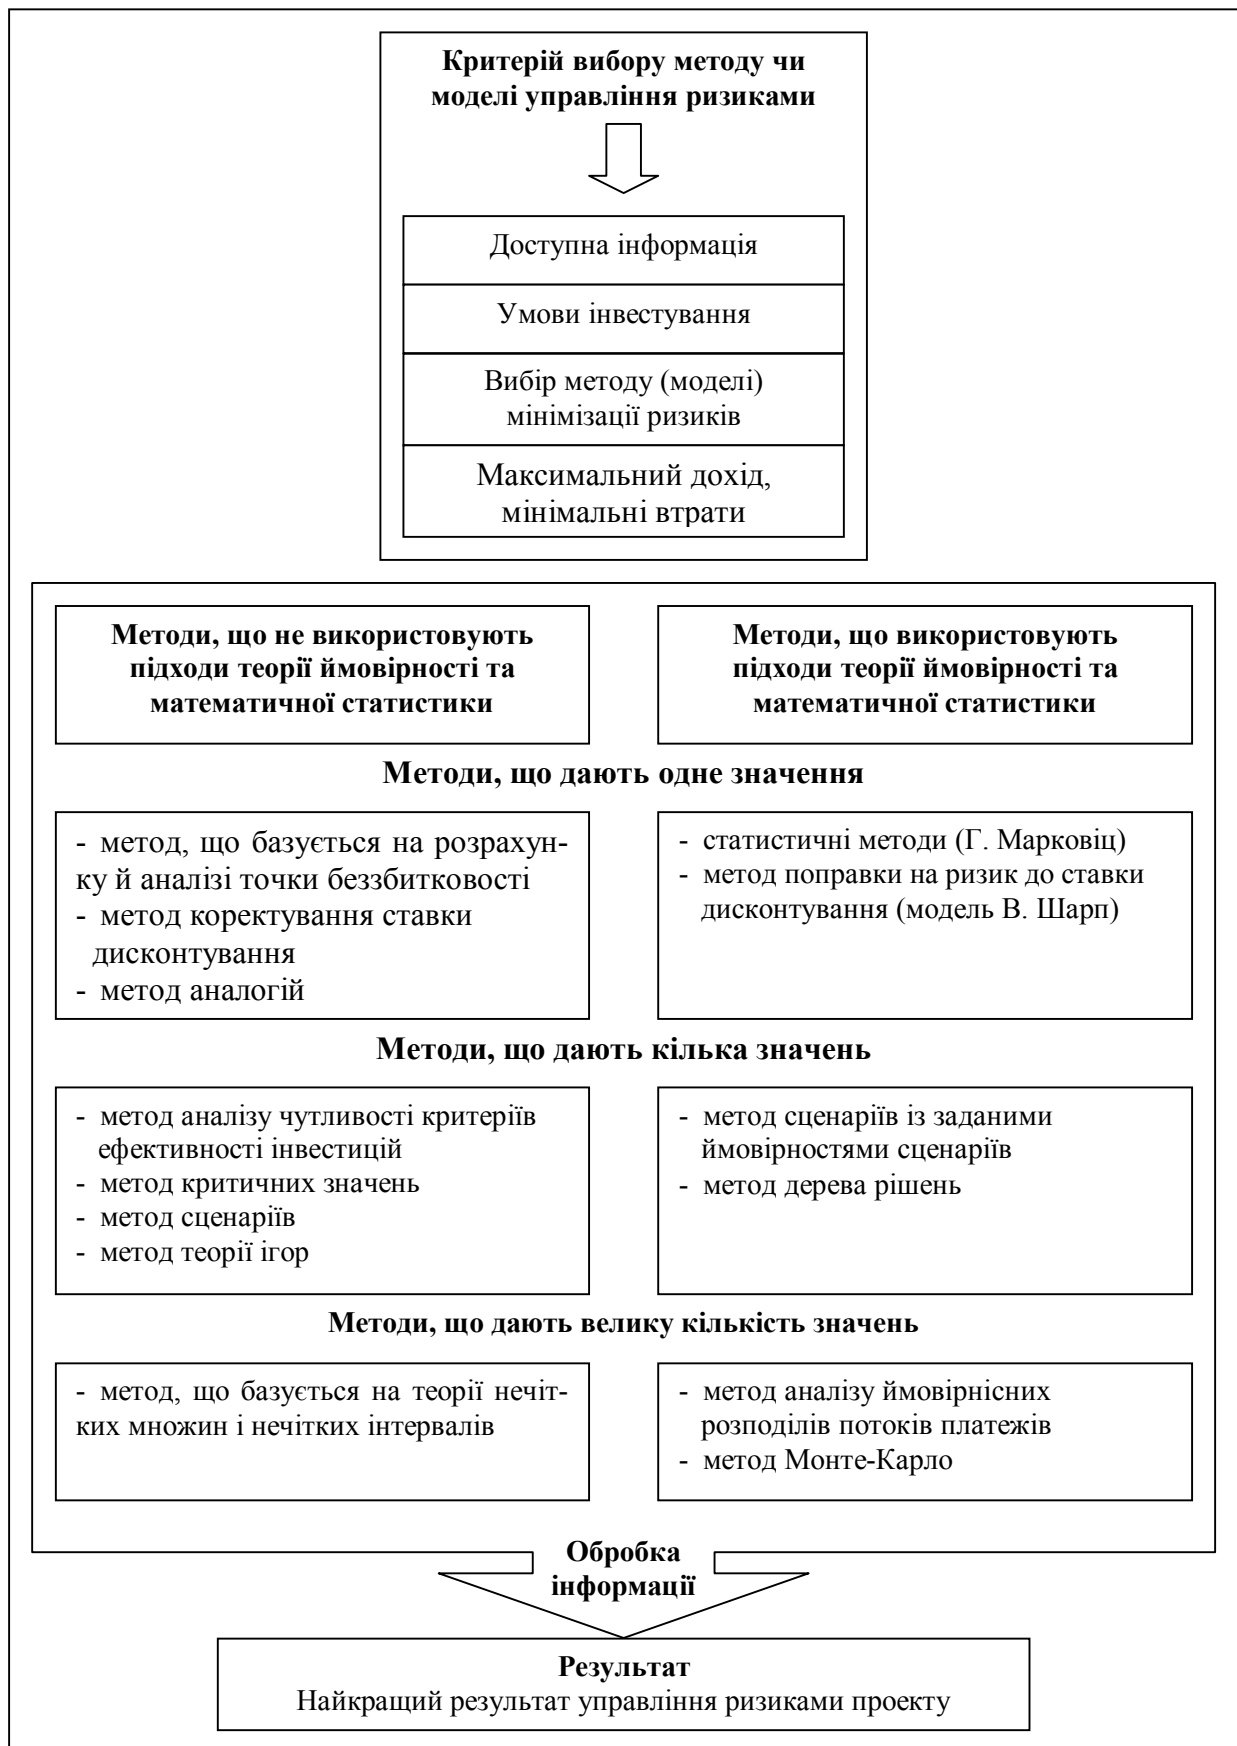 Критерій вибору методу чи
моделі управління ризиками
Доступна інформація
Умови інвестування
Вибір методу (моделі)
мінімізації ризиків
Максимальний дохід,
мінімальні втрати
Методи, що не використовують
підходи теорії ймовірності та
математичної статистики
Методи, що використовують
підходи теорії ймовірності та
математичної статистики
Методи, що дають одне значення
- метод, що базується на розрахун-
ку й аналізі точки беззбитковості
- метод коректування ставки
дисконтування
- метод аналогій
- статистичні методи (Г. Марковіц)
- метод поправки на ризик до ставки
дисконтування (модель В. Шарп)
Методи, що дають кілька значень
- метод аналізу чутливості критеріїв
ефективності інвестицій
- метод критичних значень
- метод сценаріїв
- метод теорії ігор
- метод сценаріїв із заданими
ймовірностями сценаріїв
- метод дерева рішень
Методи, що дають велику кількість значень
- метод, що базується на теорії нечіт-
ких множин і нечітких інтервалів
- метод аналізу ймовірнісних
розподілів потоків платежів
- метод Монте-Карло
Обробка
інформації
Результат
Найкращий результат управління ризиками проекту